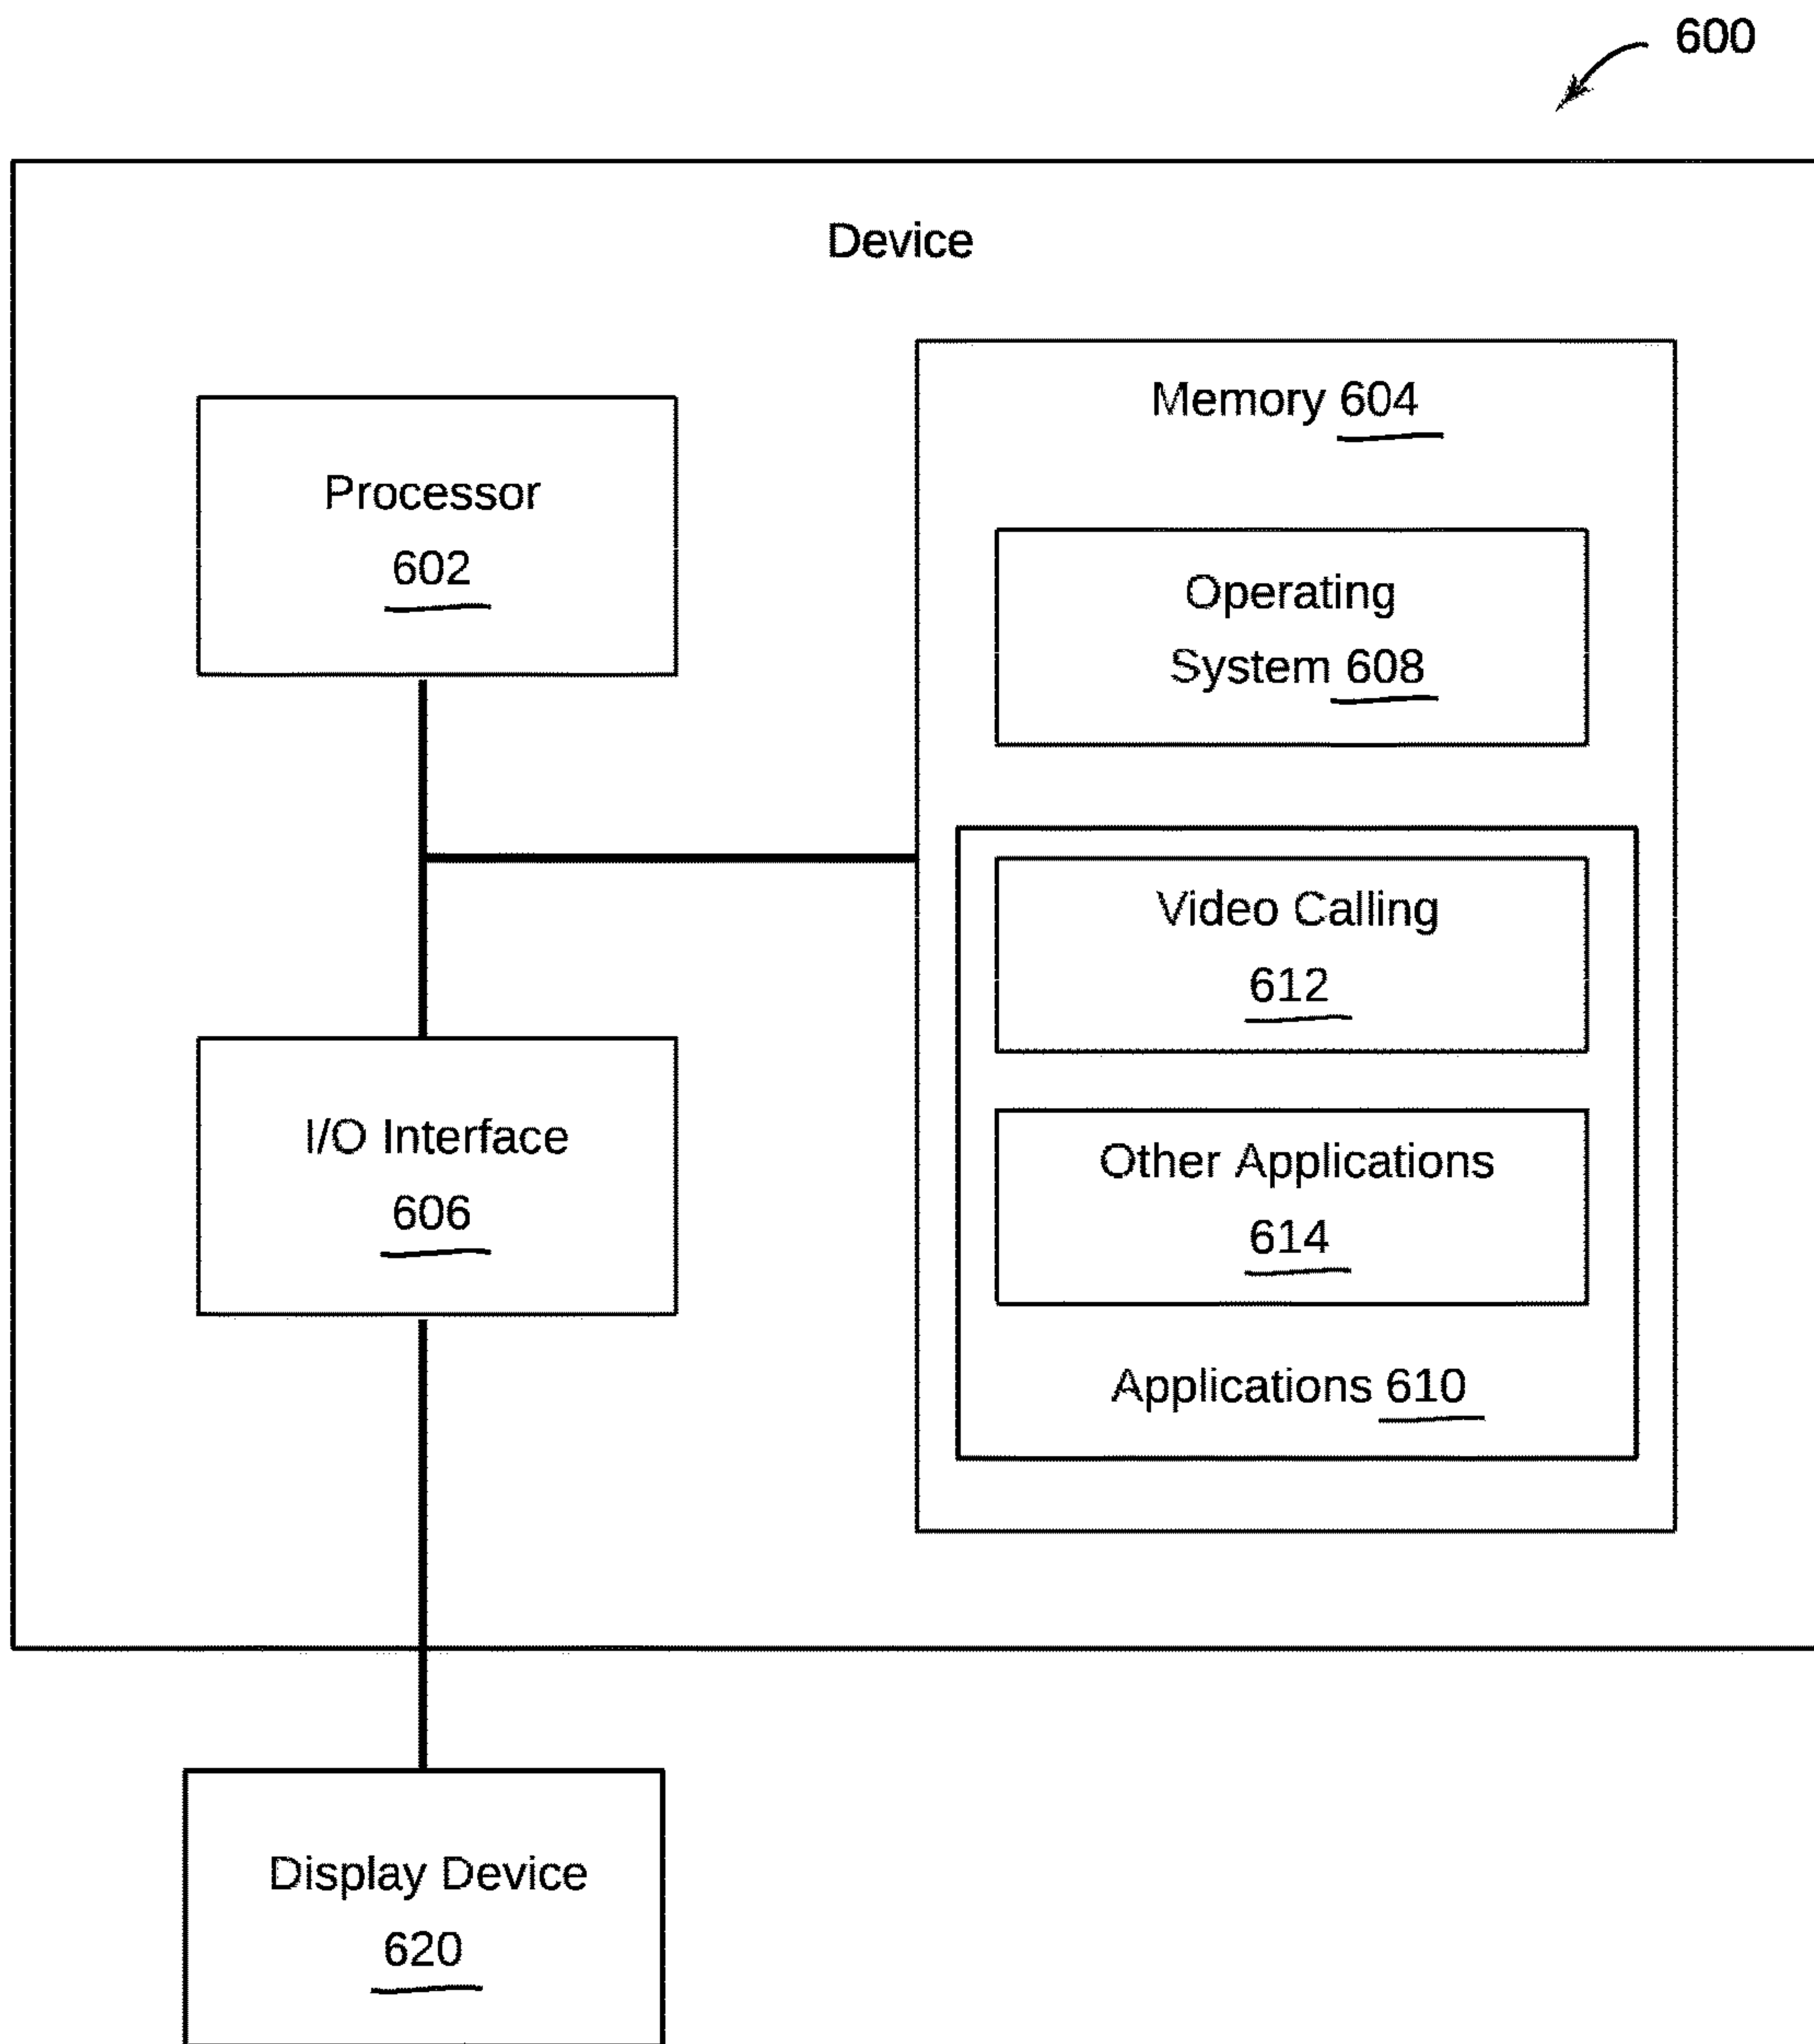 600
Device
Processor
602
Memory 604
Operating
System 608
Video Calling
612
I/O Interface
606
Other Applications
614
Applications 610
Display Device
620